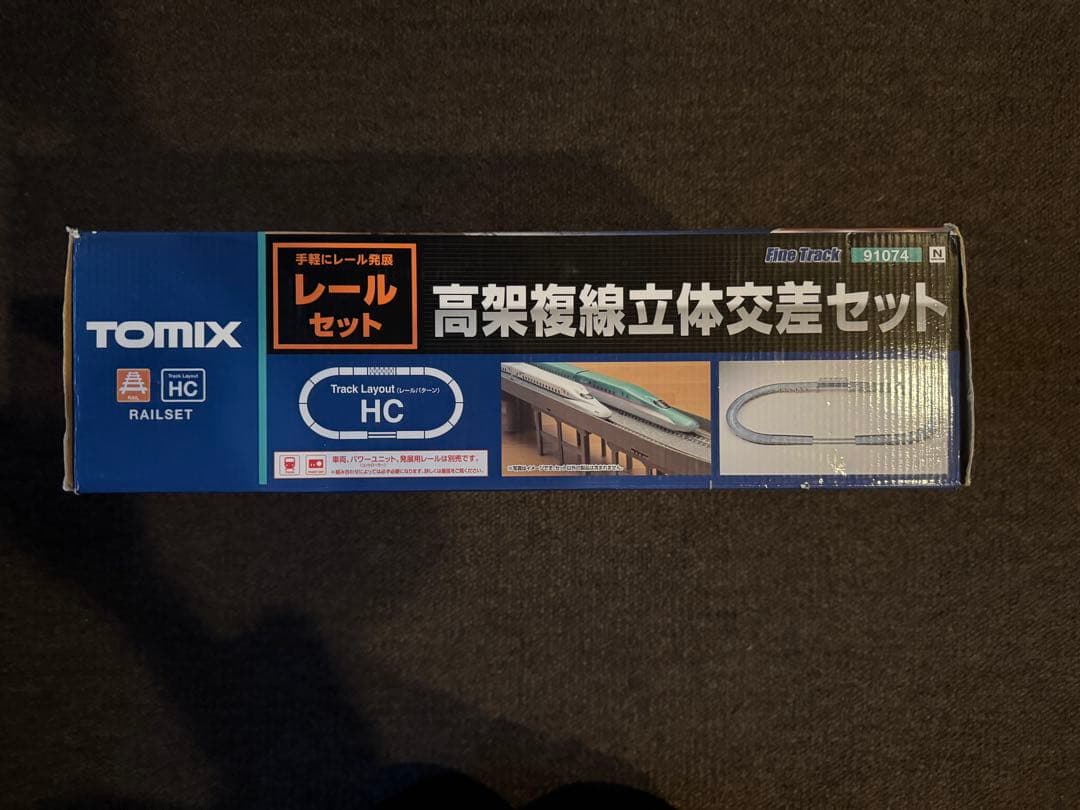 TOMIX
RAIL
Track Layout
HC
RAILSET
手軽にレール発展
レール
セット
Fine Track 91074 N
高架複線立体交差セット
Track Layout(レールパターン)
HC
車両、パワーユニット、発展用レールは別売です。